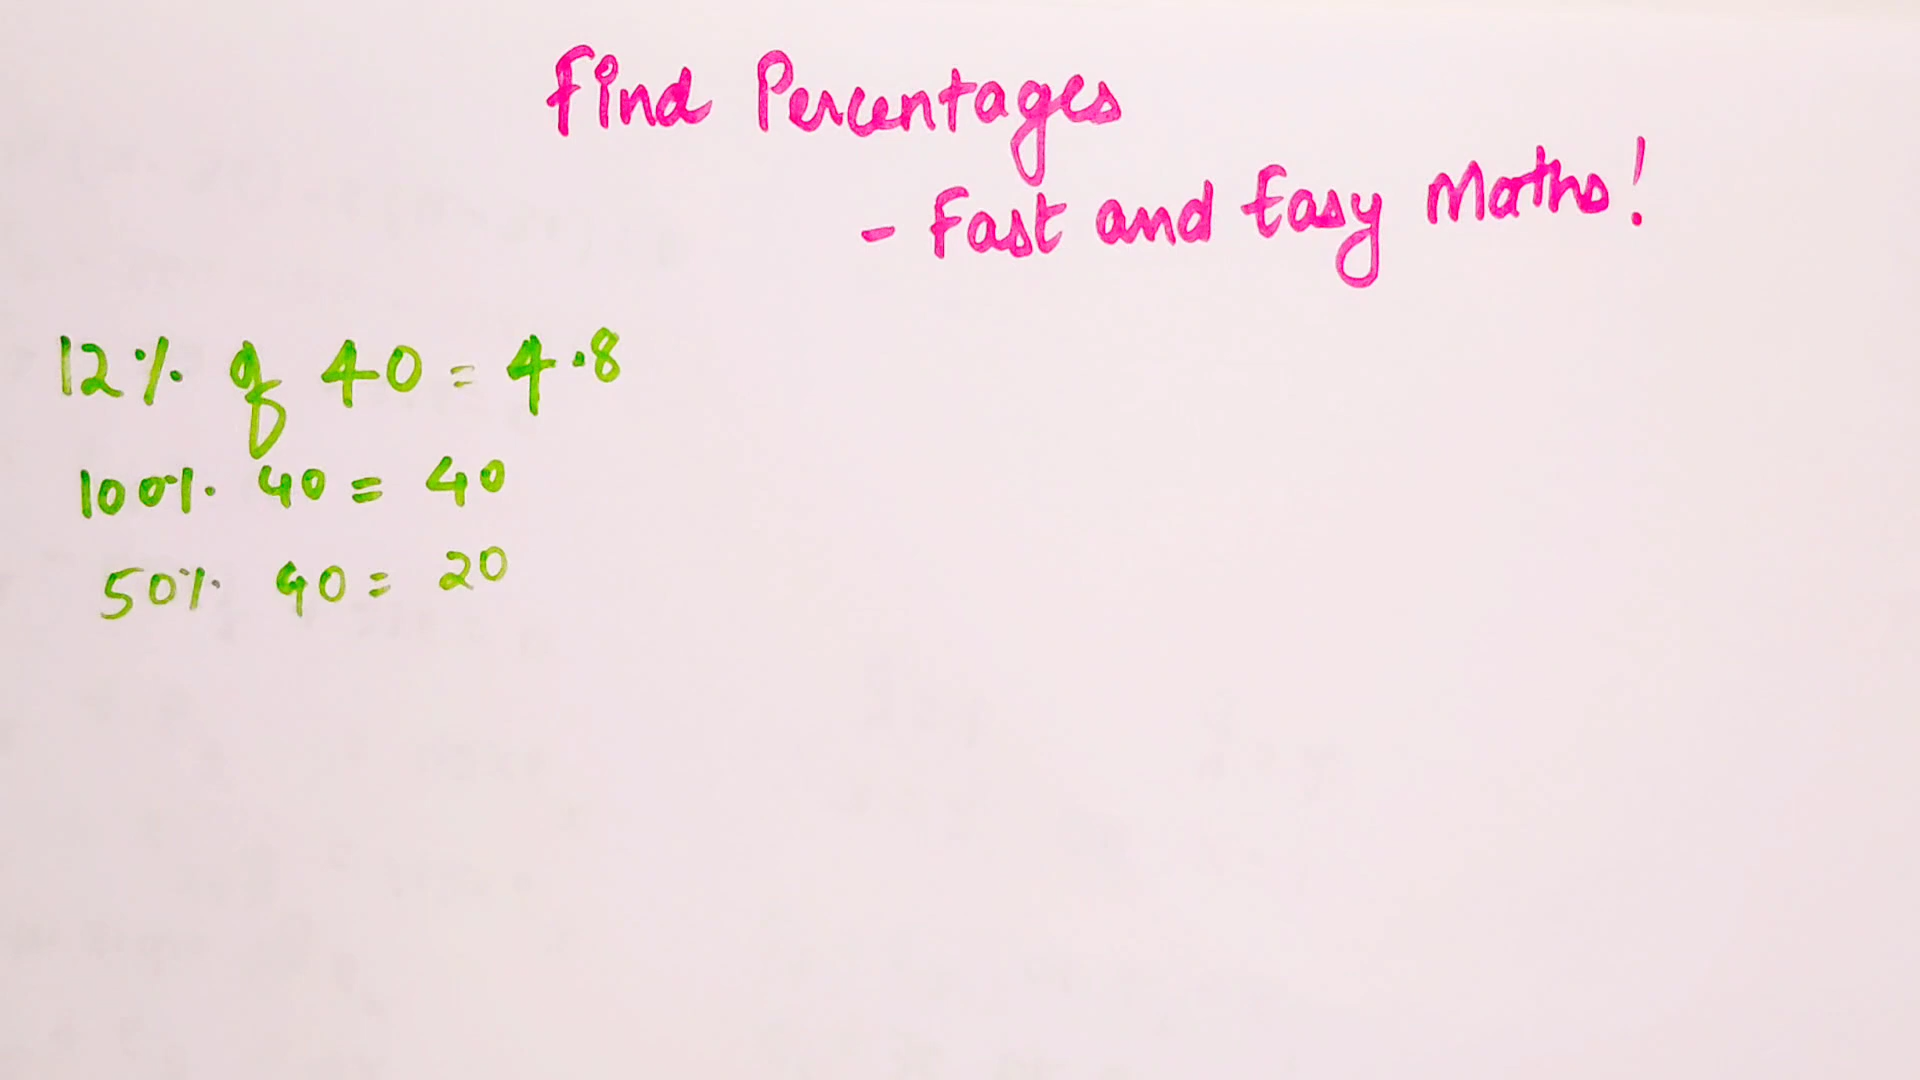 Find Percentages
- Fast and Easy Maths!
12% of 40 = 4.8
100% 40 = 40
50% 40 = 20